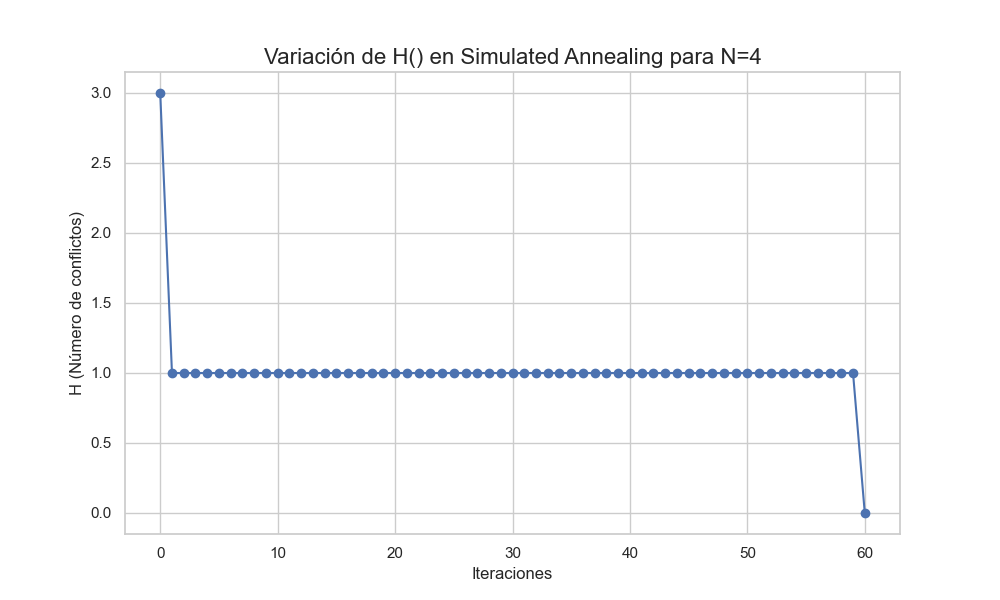 Variación de H() en Simulated Annealing para N=4
3.0
2.5
2.0
1.5
1.0
0.5
0.0
H (Número de conflictos)
0 10 20 30 40 50 60
Iteraciones